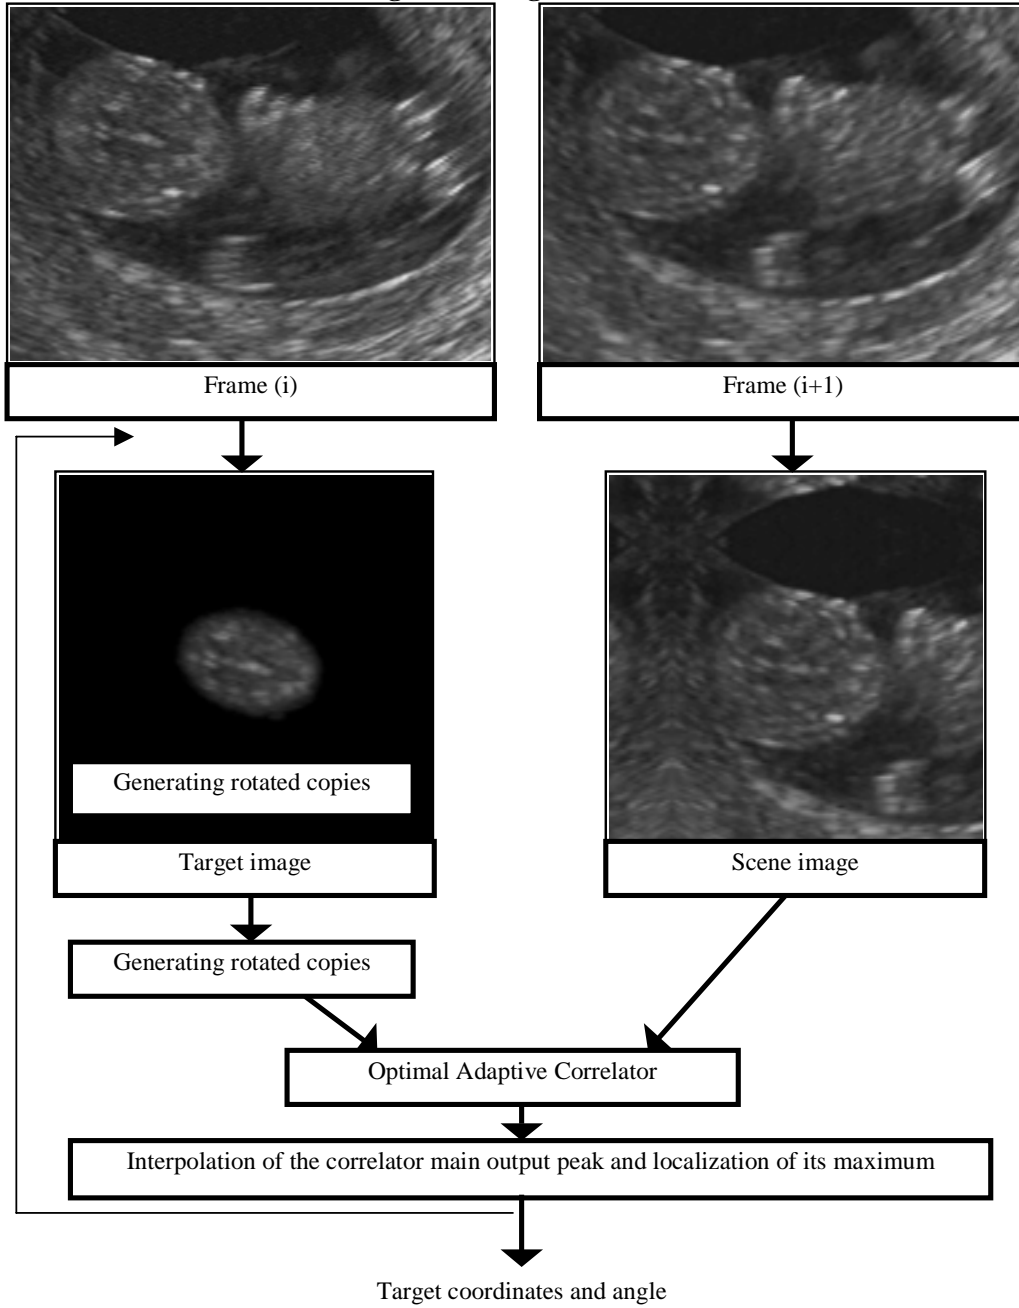 Frame (i)
Frame (i+1)
Generating rotated copies
Target image
Scene image
Generating rotated copies
Optimal Adaptive Correlator
Interpolation of the correlator main output peak and localization of its maximum
Target coordinates and angle